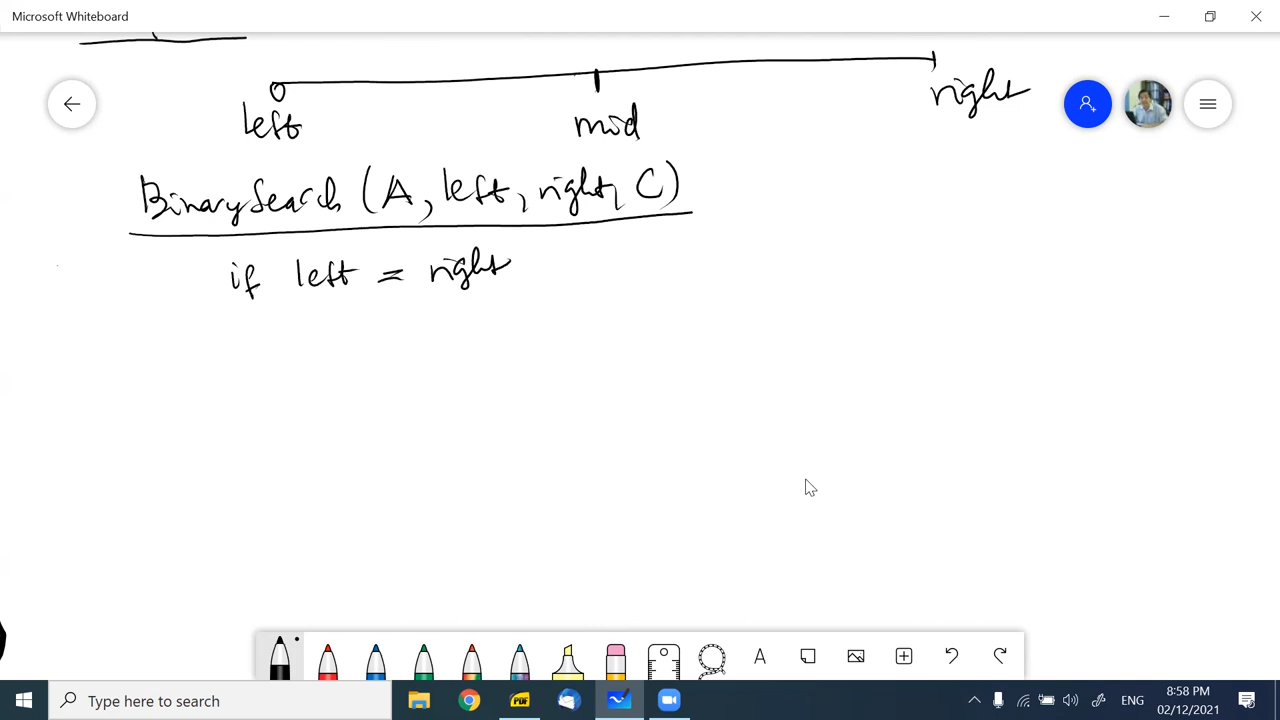 Microsoft Whiteboard
left mid right
BinarySearch (A, left, right, C)
if left = right
A
Type here to search
PDF
ENG
8:58 PM
02/12/2021